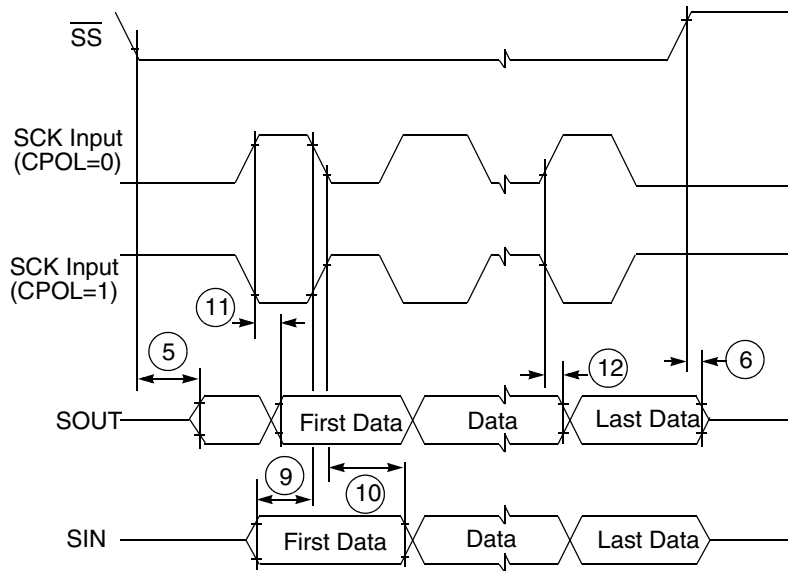 SS
SCK Input
(CPOL=0)
SCK Input
(CPOL=1)
11
5
12
6
SOUT
First Data
Data
Last Data
9
10
SIN
First Data
Data
Last Data